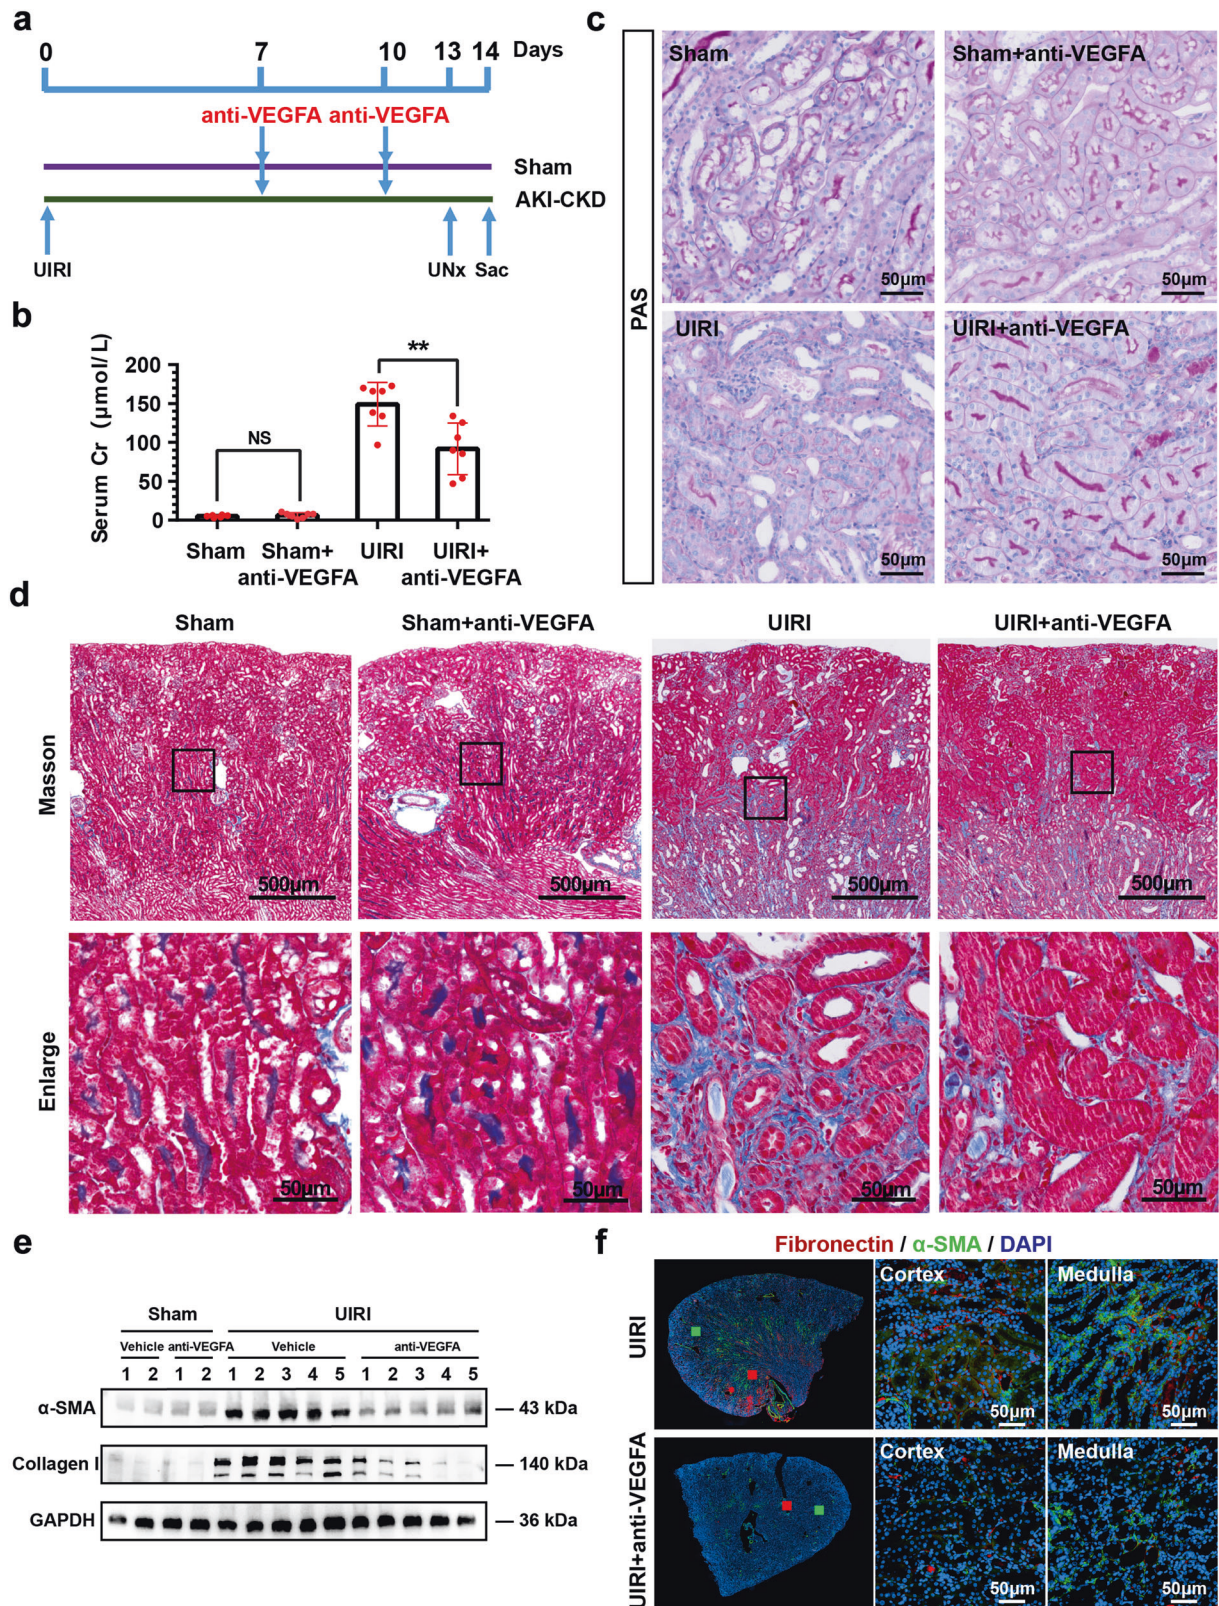 a
0 7 10 13 14 Days
anti-VEGFA anti-VEGFA
Sham
AKI-CKD
UIRI UNx Sac
b
Serum Cr (μmol/L)
200
150
100
50
0
NS
**
Sham Sham+ anti-VEGFA UIRI UIRI+ anti-VEGFA
c
PAS
Sham
50μm
Sham+anti-VEGFA
50μm
UIRI
50μm
UIRI+anti-VEGFA
50μm
d
Sham Sham+anti-VEGFA UIRI UIRI+anti-VEGFA
Masson
500μm 500μm 500μm 500μm
Enlarge
50μm 50μm 50μm 50μm
e
Sham UIRI
Vehicle anti-VEGFA Vehicle anti-VEGFA
1 2 1 2 1 2 3 4 5 1 2 3 4 5
α-SMA — 43 kDa
Collagen I — 140 kDa
GAPDH — 36 kDa
f
Fibronectin / α-SMA / DAPI
UIRI
Cortex
50μm
Medulla
50μm
UIRI+anti-VEGFA
Cortex
50μm
Medulla
50μm